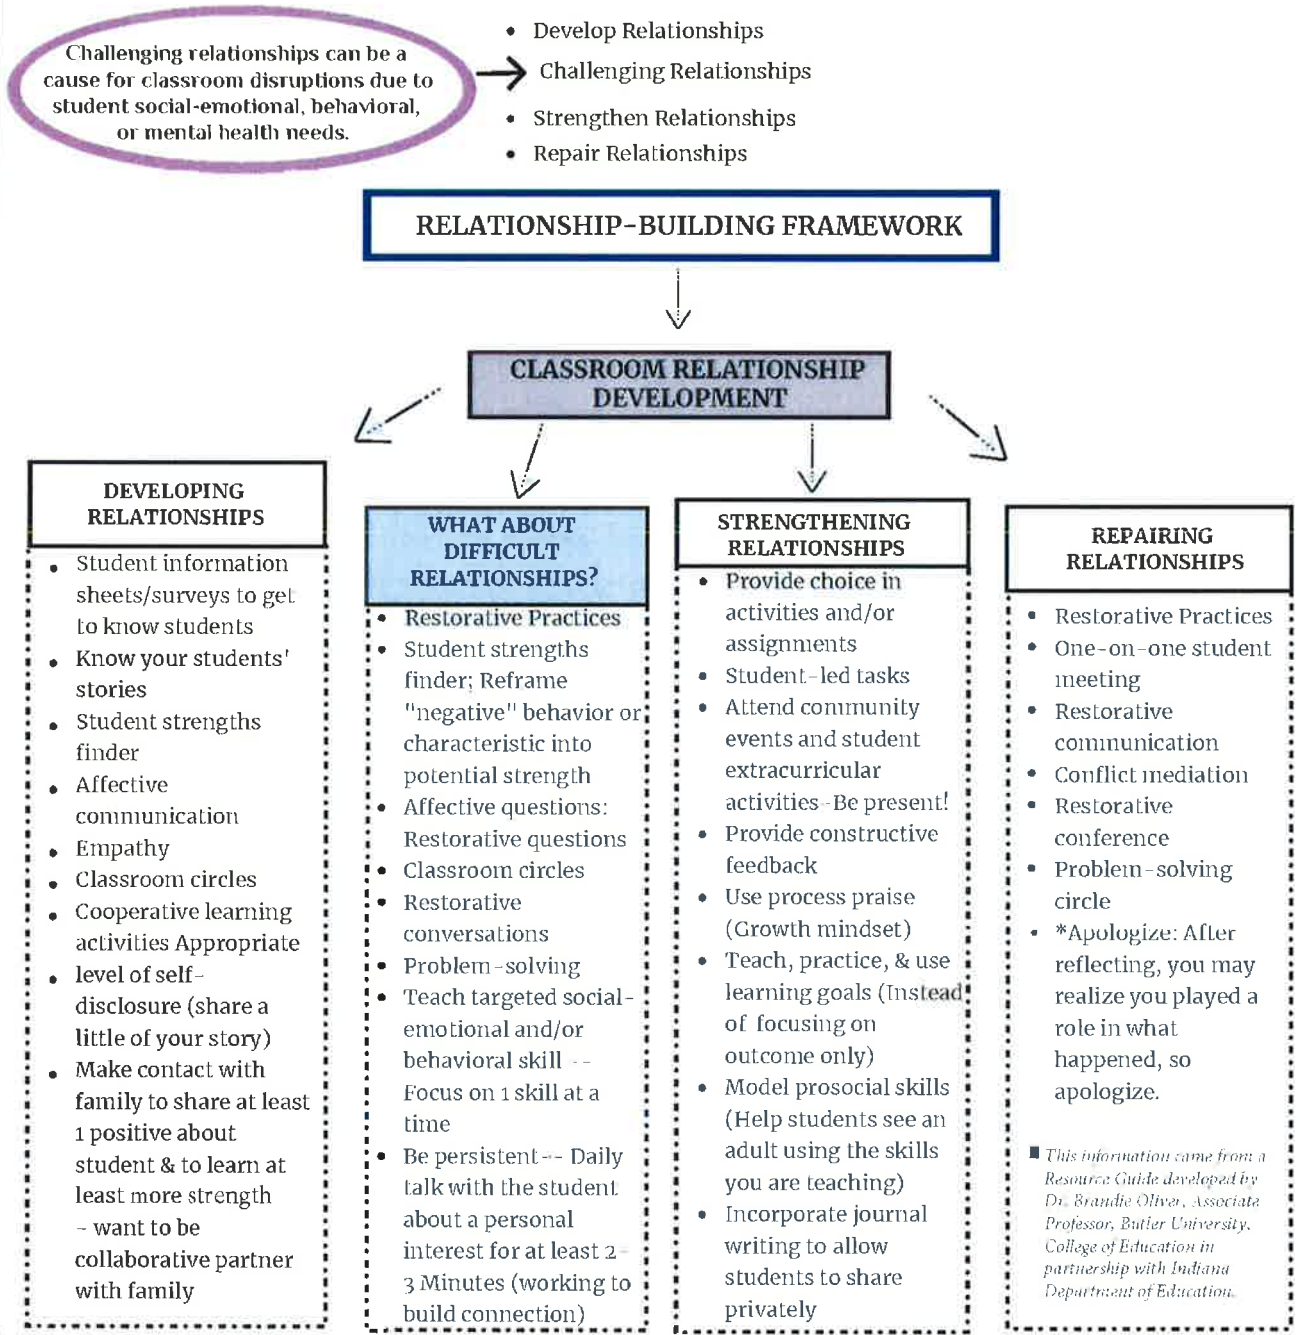 Challenging relationships can be a
cause for classroom disruptions due to
student social-emotional, behavioral,
or mental health needs.
• Develop Relationships
Challenging Relationships
• Strengthen Relationships
• Repair Relationships
RELATIONSHIP-BUILDING FRAMEWORK
CLASSROOM RELATIONSHIP
DEVELOPMENT
DEVELOPING
RELATIONSHIPS
• Student information
sheets/surveys to get
to know students
• Know your students'
stories
• Student strengths
finder
• Affective
communication
• Empathy
• Classroom circles
• Cooperative learning
activities Appropriate
• level of self-
disclosure (share a
little of your story)
• Make contact with
family to share at least
1 positive about
student & to learn at
least more strength
- want to be
collaborative partner
with family
WHAT ABOUT
DIFFICULT
RELATIONSHIPS?
• Restorative Practices
• Student strengths
finder; Reframe
"negative" behavior or
characteristic into
potential strength
• Affective questions:
Restorative questions
• Classroom circles
• Restorative
conversations
• Problem-solving
• Teach targeted social-
emotional and/or
behavioral skill --
Focus on 1 skill at a
time
• Be persistent-- Daily
talk with the student
about a personal
interest for at least 2-
3 Minutes (working to
build connection)
STRENGTHENING
RELATIONSHIPS
• Provide choice in
activities and/or
assignments
• Student-led tasks
• Attend community
events and student
extracurricular
activities-Be present!
• Provide constructive
feedback
• Use process praise
(Growth mindset)
• Teach, practice, & use
learning goals (Instead
of focusing on
outcome only)
• Model prosocial skills
(Help students see an
adult using the skills
you are teaching)
• Incorporate journal
writing to allow
students to share
privately
REPAIRING
RELATIONSHIPS
• Restorative Practices
• One-on-one student
meeting
• Restorative
communication
• Conflict mediation
• Restorative
conference
• Problem-solving
circle
• *Apologize: After
reflecting, you may
realize you played a
role in what
happened, so
apologize.
■ This information came from a
Resource Guide developed by
Dr. Brandie Oliver, Associate
Professor, Butler University,
College of Education in
partnership with Indiana
Department of Education.